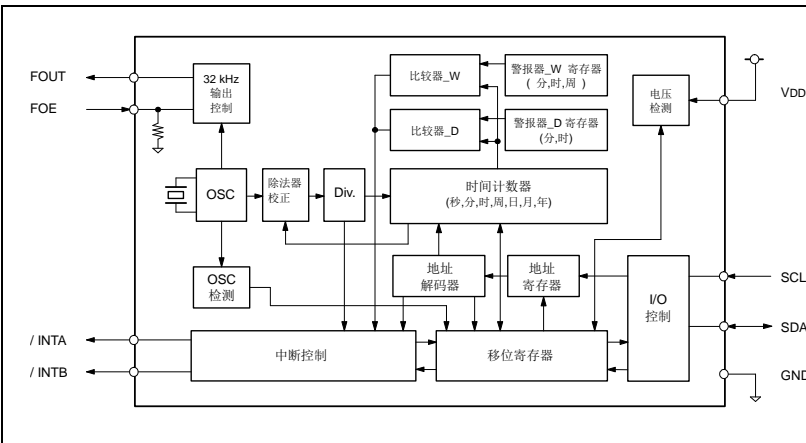 FOUT
FOE
32 kHz
输出
控制
比较器_W
警报器_W 寄存器
( 分,时,周 )
电压
检测
VDD
比较器_D
警报器_D 寄存器
(分,时)
OSC
除法器
校正
Div.
时间计数器
(秒,分,时,周,日,月,年)
OSC
检测
地址
解码器
地址
寄存器
I/O
控制
SCL
SDA
/ INTA
/ INTB
中断控制
移位寄存器
GND